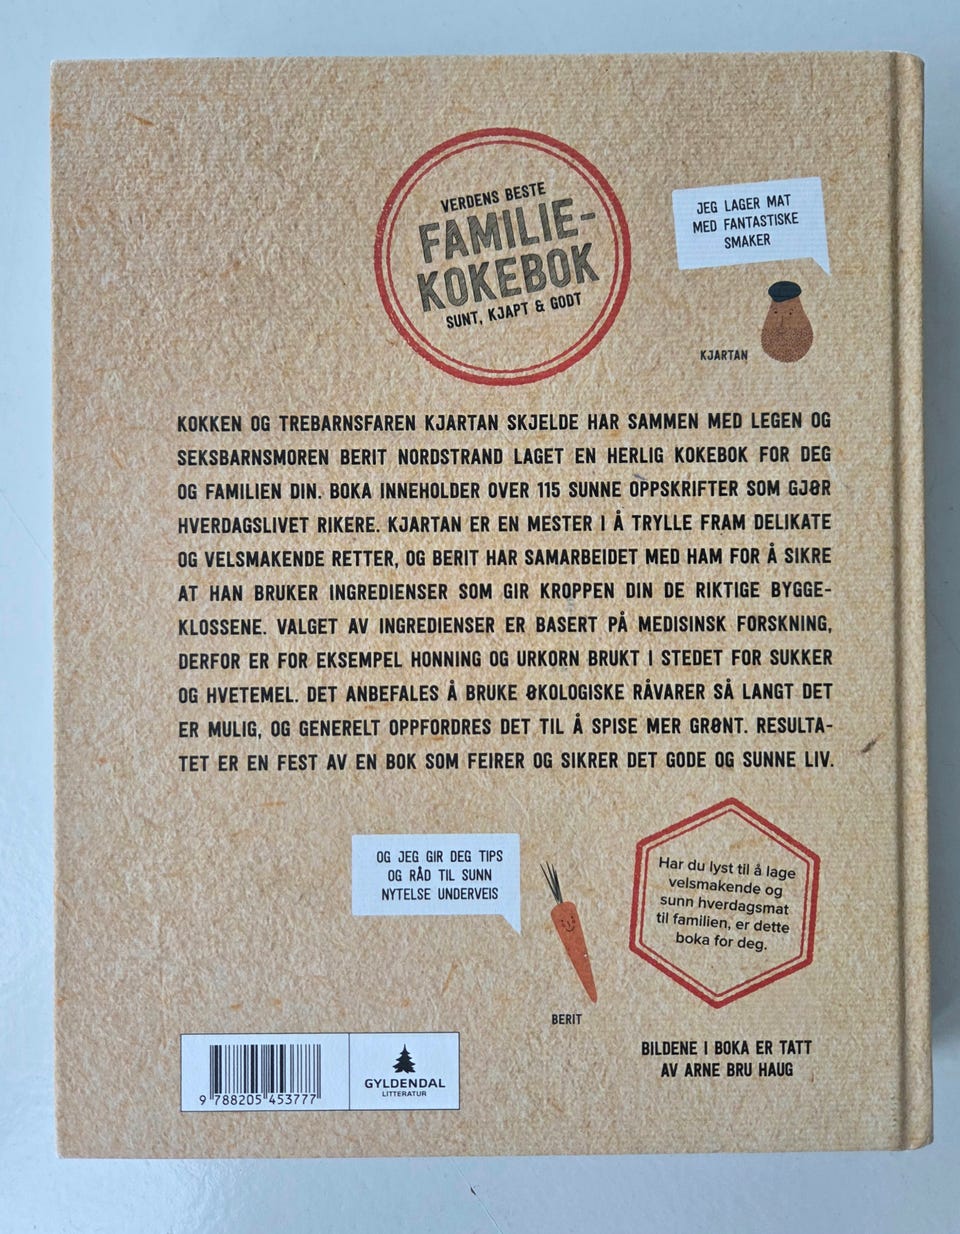 VERDENS BESTE
FAMILIE-
KOKEBOK
SUNT, KJAPT & GODT
JEG LAGER MAT
MED FANTASTISKE
SMAKER
KJARTAN
KOKKEN OG TREBARNSFAREN KJARTAN SKJELDE HAR SAMMEN MED LEGEN OG
SEKSBARNSMOREN BERIT NORDSTRAND LAGET EN HERLIG KOKEBOK FOR DEG
OG FAMILIEN DIN. BOKA INNEHOLDER OVER 115 SUNNE OPPSKRIFTER SOM GJØR
HVERDAGSLIVET RIKERE. KJARTAN ER EN MESTER I Å TRYLLE FRAM DELIKATE
OG VELSMAKENDE RETTER, OG BERIT HAR SAMARBEIDET MED HAM FOR Å SIKRE
AT HAN BRUKER INGREDIENSER SOM GIR KROPPEN DIN DE RIKTIGE BYGGE-
KLOSSENE. VALGET AV INGREDIENSER ER BASERT PÅ MEDISINSK FORSKNING,
DERFOR ER FOR EKSEMPEL HONNING OG URKORN BRUKT I STEDET FOR SUKKER
OG HVETEMEL. DET ANBEFALES Å BRUKE ØKOLOGISKE RÅVARER SÅ LANGT DET
ER MULIG, OG GENERELT OPPFORDRES DET TIL Å SPISE MER GRØNT. RESULTA-
TET ER EN FEST AV EN BOK SOM FEIRER OG SIKRER DET GODE OG SUNNE LIV.
OG JEG GIR DEG TIPS
OG RÅD TIL SUNN
NYTELSE UNDERVEIS
BERIT
Har du lyst til å lage
velsmakende og
sunn hverdagsmat
til familien, er dette
boka for deg.
BILDENE I BOKA ER TATT
AV ARNE BRU HAUG
9 788205 453777
GYLDENDAL
LITTERATUR